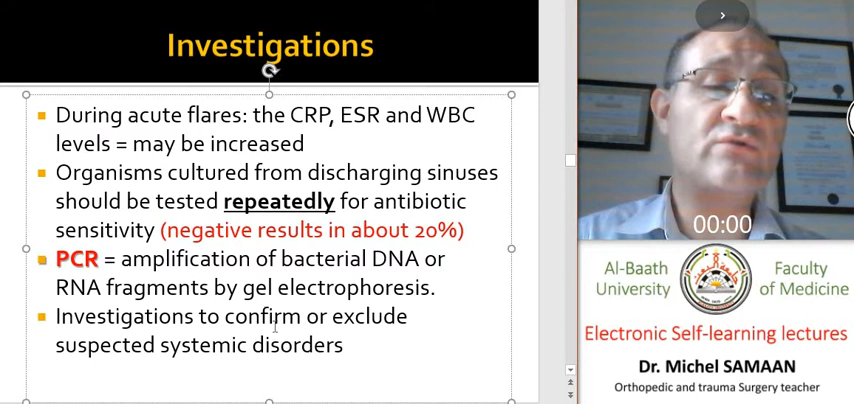 Investigations
During acute flares: the CRP, ESR and WBC
levels = may be increased
Organisms cultured from discharging sinuses
should be tested repeatedly for antibiotic
sensitivity (negative results in about 20%)
PCR = amplification of bacterial DNA or
RNA fragments by gel electrophoresis.
Investigations to confirm or exclude
suspected systemic disorders
00:00
Al-Baath
University
Faculty
of Medicine
Electronic Self-learning lectures
Dr. Michel SAMAAN
Orthopedic and trauma Surgery teacher